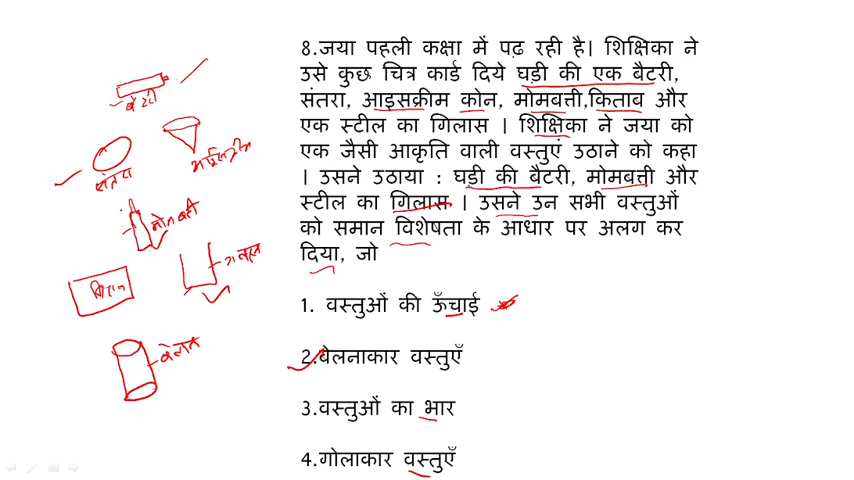 8.जया पहली कक्षा में पढ़ रही है। शिक्षिका ने
उसे कुछ चित्र कार्ड दिये घड़ी की एक बैटरी,
संतरा, आइसक्रीम कोन, मोमबत्ती,किताब और
एक स्टील का गिलास । शिक्षिका ने जया को
एक जैसी आकृति वाली वस्तुएं उठाने को कहा
। उसने उठाया : घड़ी की बैटरी, मोमबत्ती और
स्टील का गिलास । उसने उन सभी वस्तुओं
को समान विशेषता के आधार पर अलग कर
दिया, जो
1. वस्तुओं की ऊँचाई
2.बेलनाकार वस्तुएँ
3.वस्तुओं का भार
4.गोलाकार वस्तुएँ
बैटरी
संतरा
मोमबत्ती
बेलन